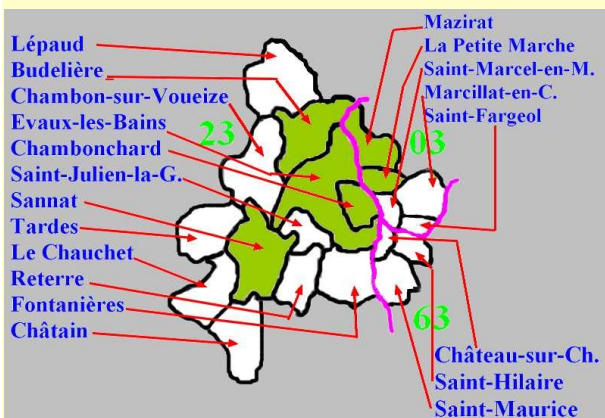 Lépaud
Budelière
Chambon-sur-Voueize
Evaux-les-Bains
Chambonchard
Saint-Julien-la-G.
Sannat
Tardes
Le Chauchet
Reterre
Fontanières
Châtain
23
03
63
Mazirat
La Petite Marche
Saint-Marcel-en-M.
Marcillat-en-C.
Saint-Fargeol
Château-sur-Ch.
Saint-Hilaire
Saint-Maurice